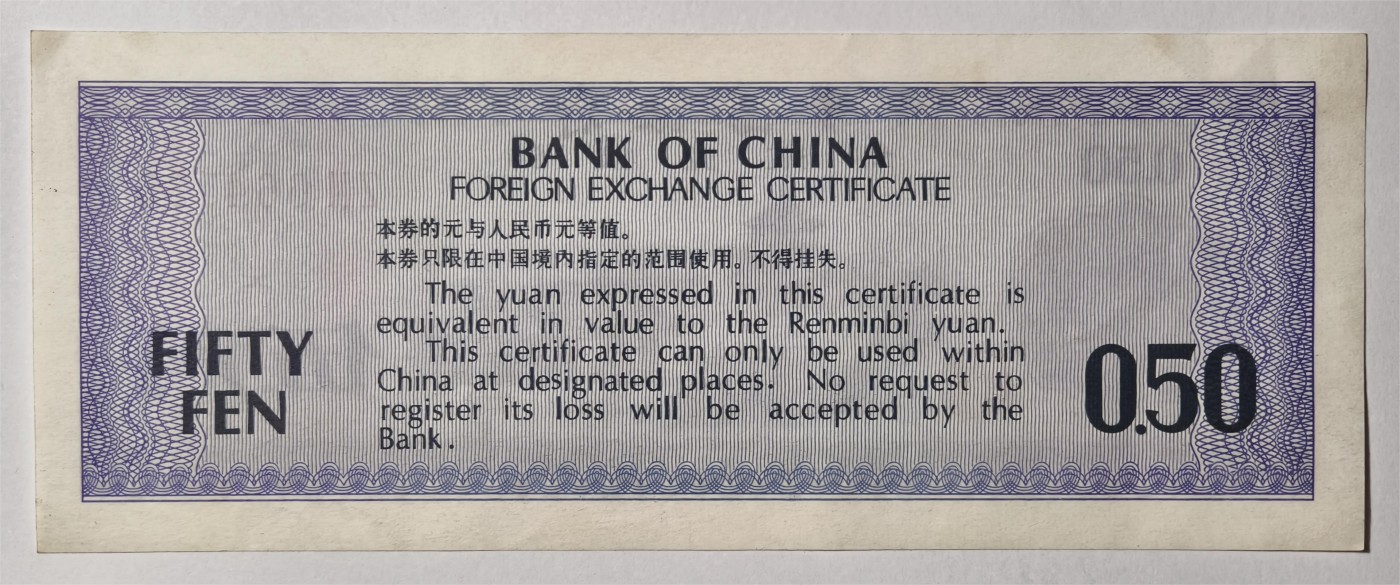 BANK OF CHINA
FOREIGN EXCHANGE CERTIFICATE
本券的元与人民币元等值。
本券只限在中国境内指定的范围使用。不得挂失。
The yuan expressed in this certificate is
equivalent in value to the Renminbi yuan.
This certificate can only be used within
China at designated places. No request to
register its loss will be accepted by the
Bank.
FIFTY
FEN
0.50